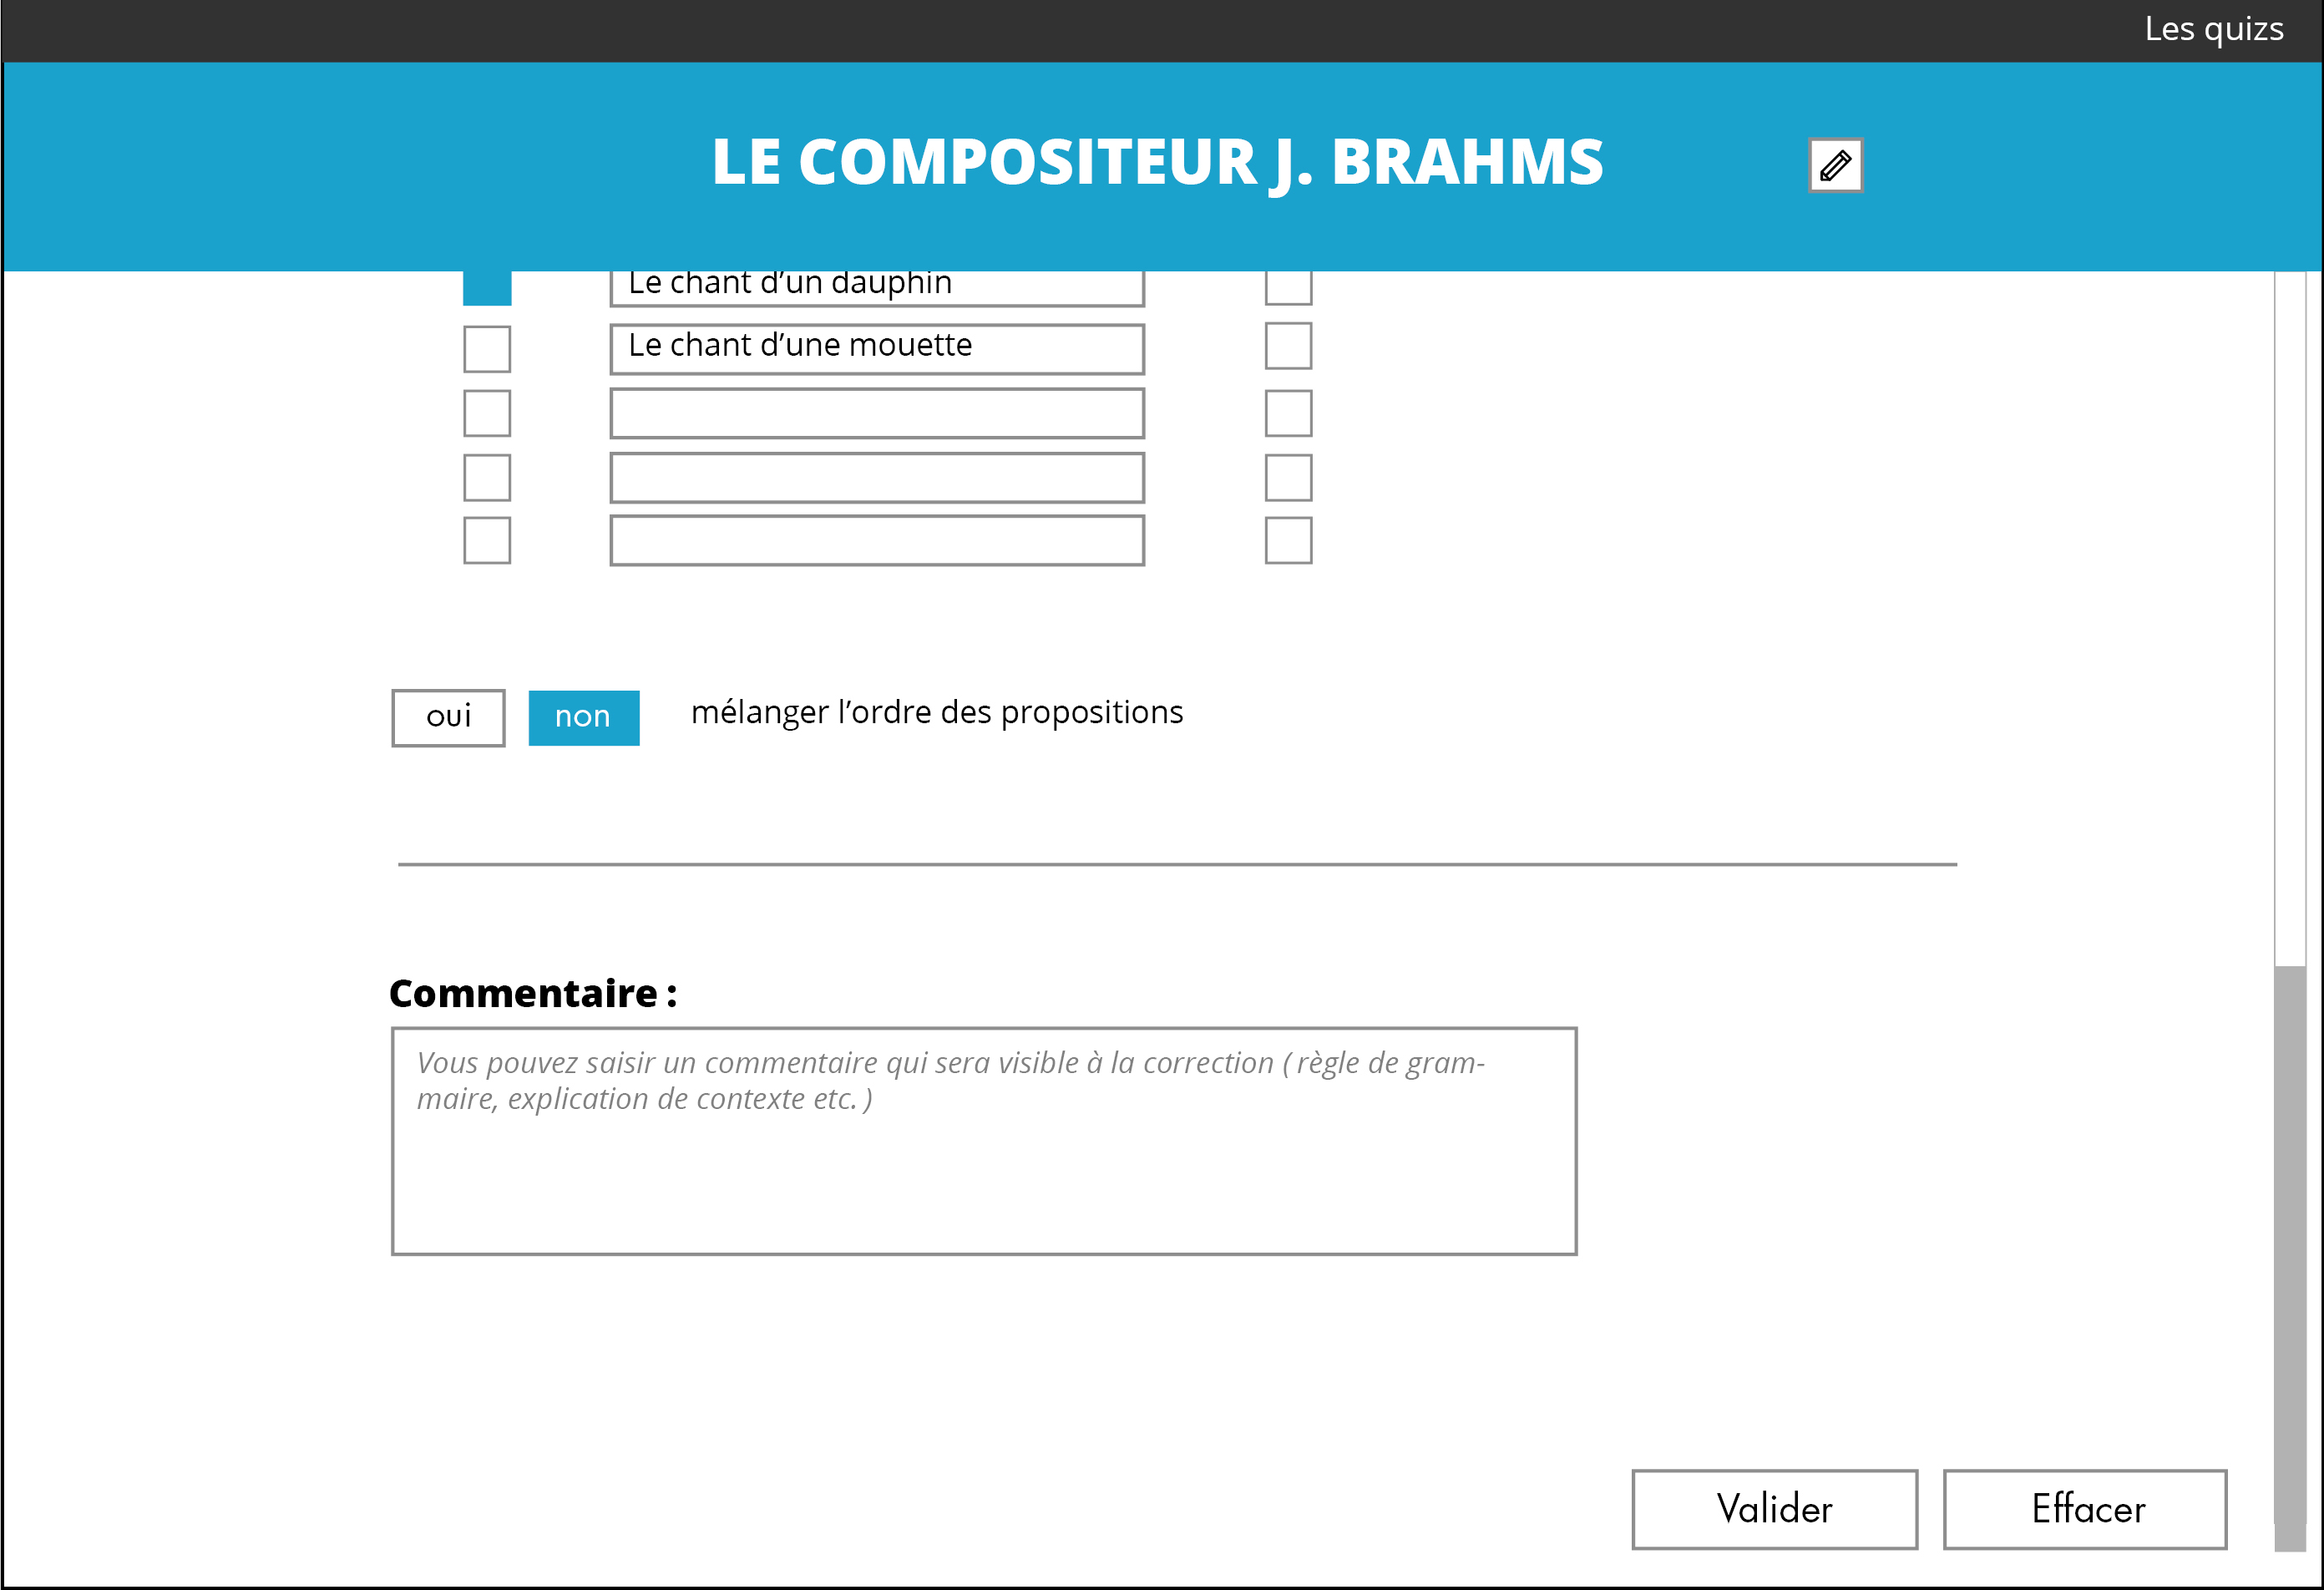 Les quizs
LE COMPOSITEUR J. BRAHMS
Le chant d’un dauphin
Le chant d’une mouette
oui non mélanger l’ordre des propositions
Commentaire :
Vous pouvez saisir un commentaire qui sera visible à la correction ( règle de gram-
maire, explication de contexte etc. )
Valider Effacer